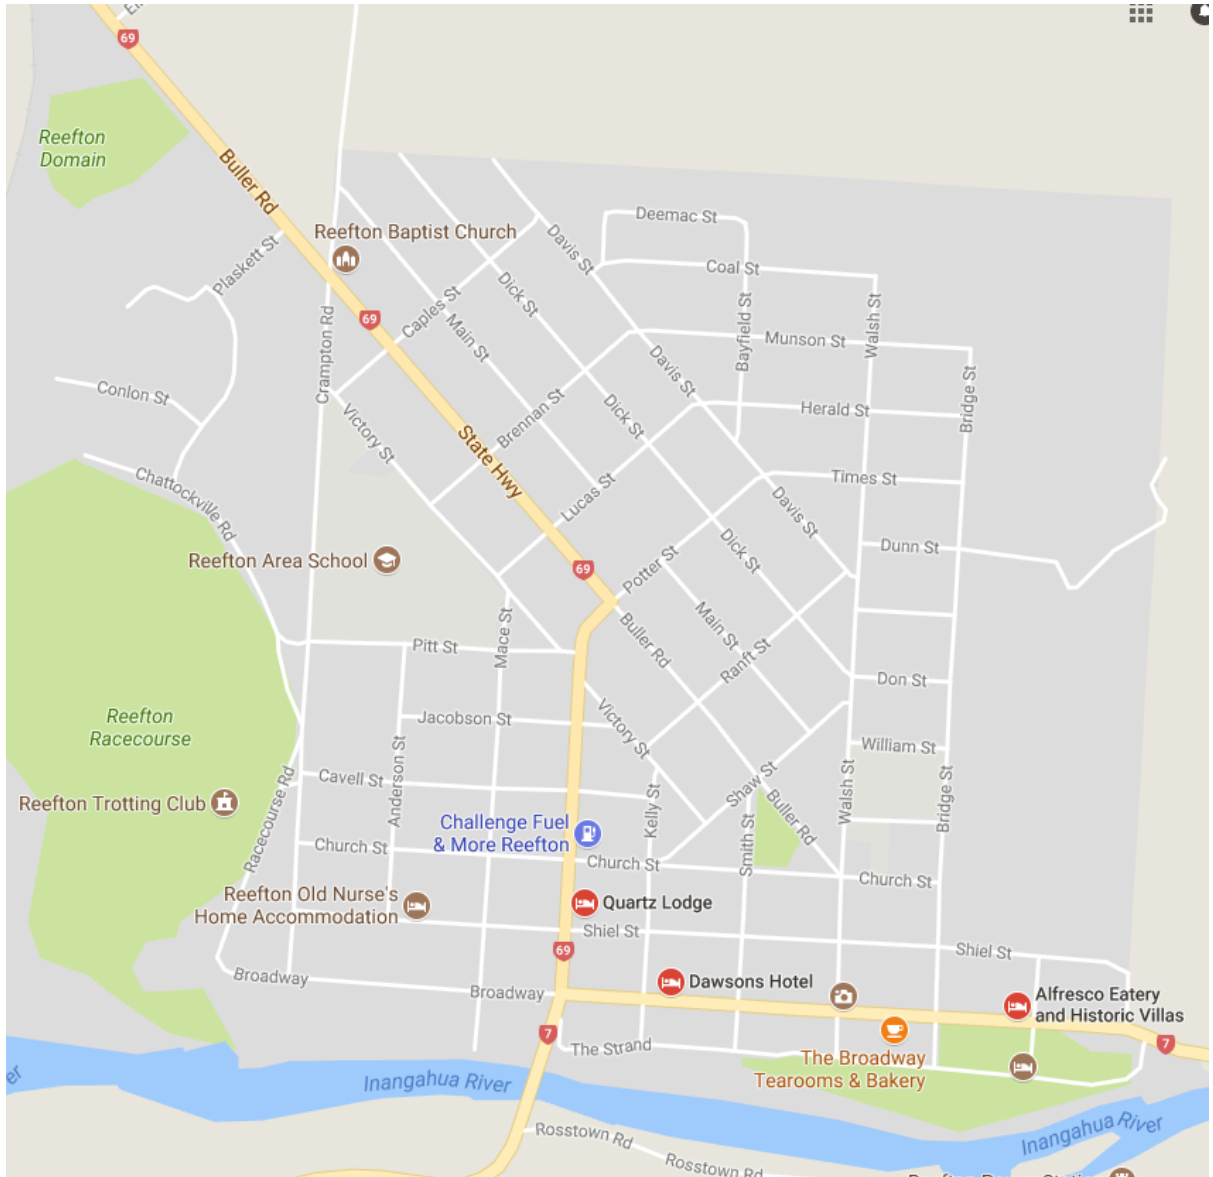 69
Reefton
Domain
Buller Rd
Deemac St
Reefton Baptist Church
Plaskett St
Davis St
Coal St
Dick St
Caples St
Main St
69
Crampton Rd
Bayfield St
Walsh St
Munson St
Davis St
Conlon St
Victory St
Brennan St
Dick St
Herald St
Bridge St
State Hwy
Chattockville Rd
Lucas St
Times St
Davis St
Dick St
Dunn St
Reefton Area School
69
Potter St
Mace St
Main St
Buller Rd
Pitt St
Ranft St
Don St
Reefton
Racecourse
Jacobson St
Victory St
William St
Anderson St
Cavell St
Shaw St
Walsh St
Bridge St
Reefton Trotting Club
Racecourse Rd
Kelly St
Buller Rd
Challenge Fuel
& More Reefton
Smith St
Church St
Church St
Church St
Reefton Old Nurse's
Home Accommodation
Quartz Lodge
Shiel St
Shiel St
69
Broadway
Broadway
Dawsons Hotel
Alfresco Eatery
and Historic Villas
7
7
The Strand
The Broadway
Tearooms & Bakery
Inangahua River
Inangahua River
Rosstown Rd
Rosstown Rd